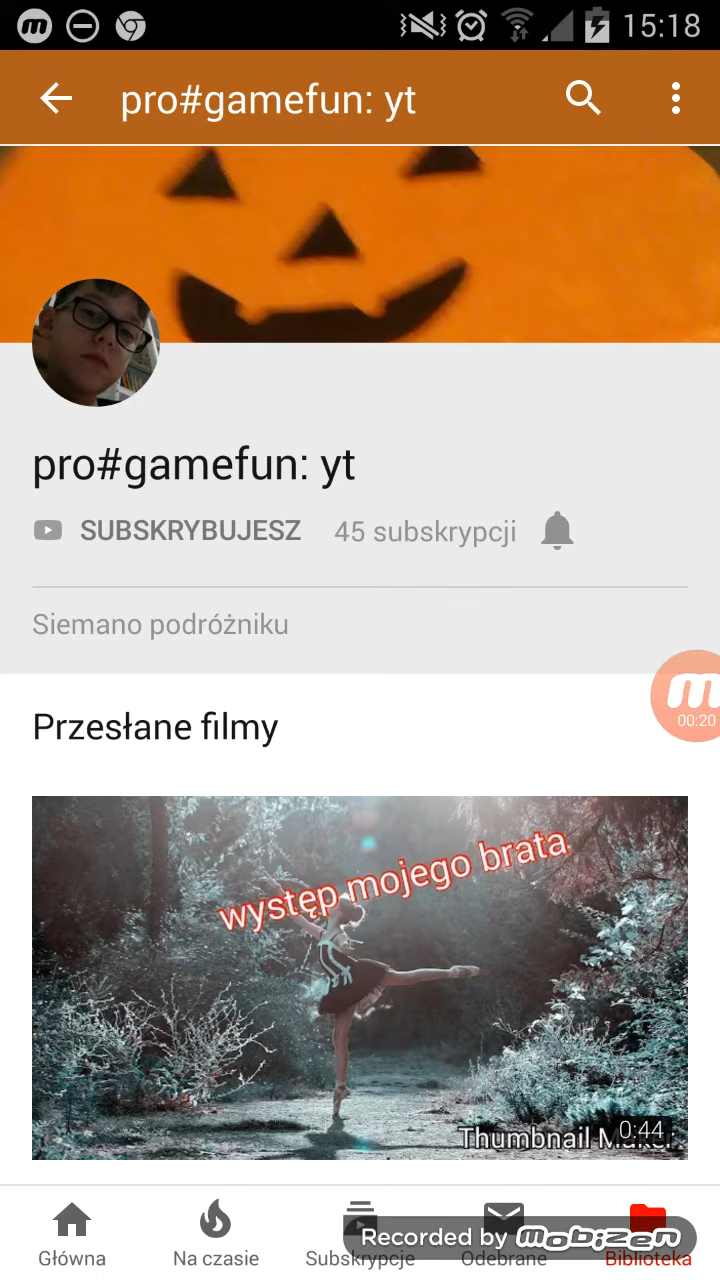 15:18
pro#gamefun: yt
pro#gamefun: yt
SUBSKRYBUJESZ 45 subskrypcji
Siemano podróżniku
m
00:20
Przesłane filmy
występ mojego brata
Thumbnail
0:44
Główna Na czasie Subskrypcje Odebrane Biblioteka
Recorded by mobizen